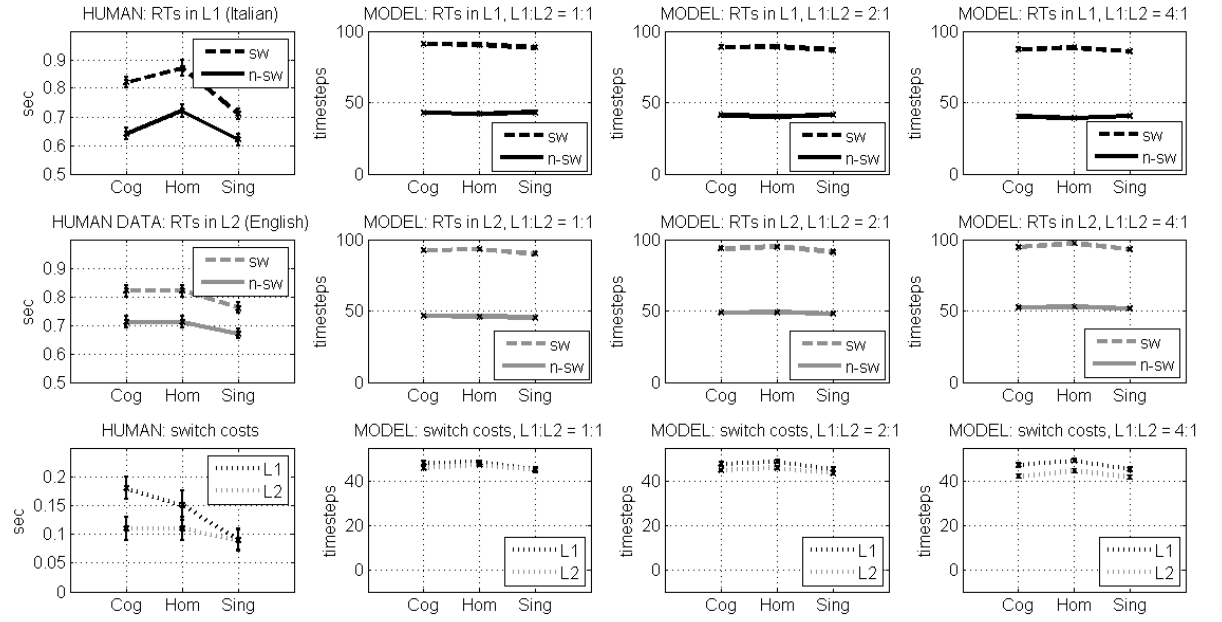 HUMAN: RTs in L1 (Italian)
sec
0.9
0.8
0.7
0.6
0.5
Cog Hom Sing
sw
n-sw
MODEL: RTs in L1, L1:L2 = 1:1
timesteps
100
50
0
Cog Hom Sing
sw
n-sw
MODEL: RTs in L1, L1:L2 = 2:1
timesteps
100
50
0
Cog Hom Sing
sw
n-sw
MODEL: RTs in L1, L1:L2 = 4:1
timesteps
100
50
0
Cog Hom Sing
sw
n-sw
HUMAN DATA: RTs in L2 (English)
sec
0.9
0.8
0.7
0.6
0.5
Cog Hom Sing
sw
n-sw
MODEL: RTs in L2, L1:L2 = 1:1
timesteps
100
50
0
Cog Hom Sing
sw
n-sw
MODEL: RTs in L2, L1:L2 = 2:1
timesteps
100
50
0
Cog Hom Sing
sw
n-sw
MODEL: RTs in L2, L1:L2 = 4:1
timesteps
100
50
0
Cog Hom Sing
sw
n-sw
HUMAN: switch costs
sec
0.2
0.15
0.1
0.05
0
Cog Hom Sing
L1
L2
MODEL: switch costs, L1:L2 = 1:1
timesteps
40
20
0
Cog Hom Sing
L1
L2
MODEL: switch costs, L1:L2 = 2:1
timesteps
40
20
0
Cog Hom Sing
L1
L2
MODEL: switch costs, L1:L2 = 4:1
timesteps
40
20
0
Cog Hom Sing
L1
L2